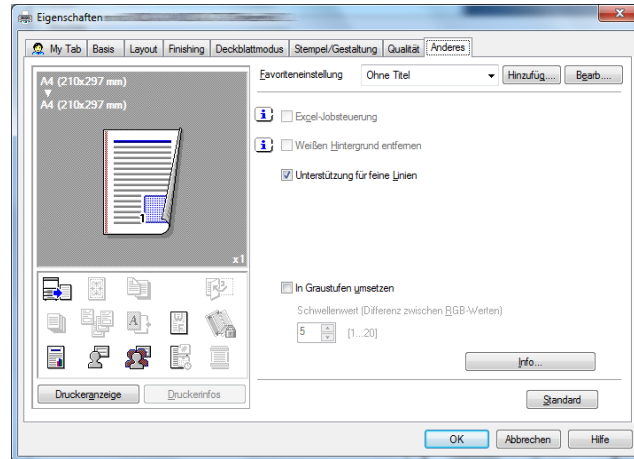 Eigenschaften
My Tab Basis Layout Finishing Deckblattmodus Stempel/Gestaltung Qualität Anderes
A4 (210x297 mm)
A4 (210x297 mm)
1
x1
Druckeranzeige Druckerinfos
Favoriteneinstellung Ohne Titel Hinzufüg.... Bearb....
Excel-Jobsteuerung
Weißen Hintergrund entfernen
Unterstützung für feine Linien
In Graustufen umsetzen
Schwellenwert (Differenz zwischen RGB-Werten)
5 [1...20]
Info...
Standard
OK Abbrechen Hilfe